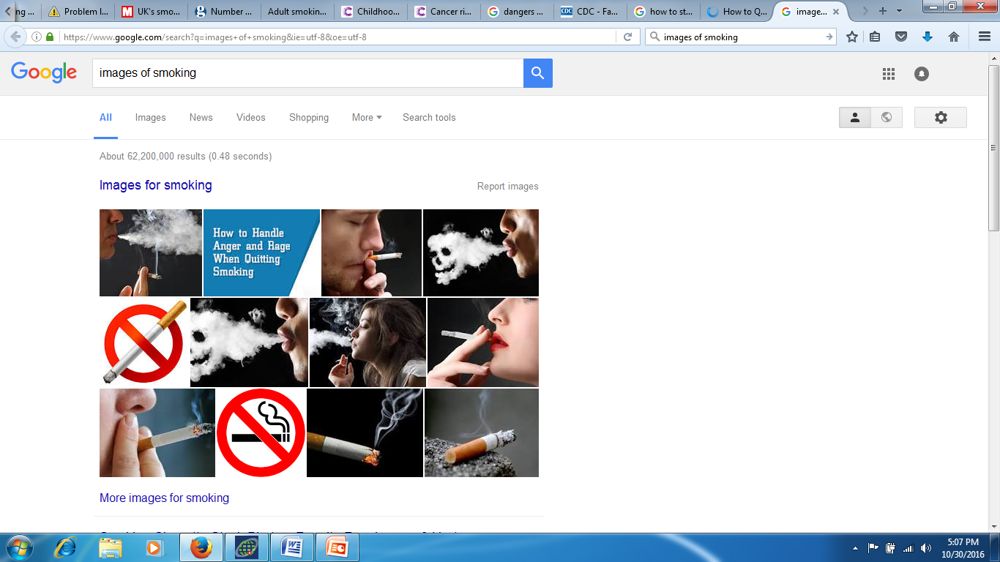 ng ...
Problem l...
UK's smo...
Number ...
Adult smokin...
Childhoo...
Cancer ri...
dangers ...
CDC - Fa...
how to st...
How to Q...
image...
https://www.google.com/search?q=images+of+smoking&ie=utf-8&oe=utf-8
images of smoking
Google
images of smoking
All Images News Videos Shopping More Search tools
About 62,200,000 results (0.48 seconds)
Images for smoking
Report images
How to Handle
Anger and Rage
When Quitting
Smoking
More images for smoking
5:07 PM
10/30/2016